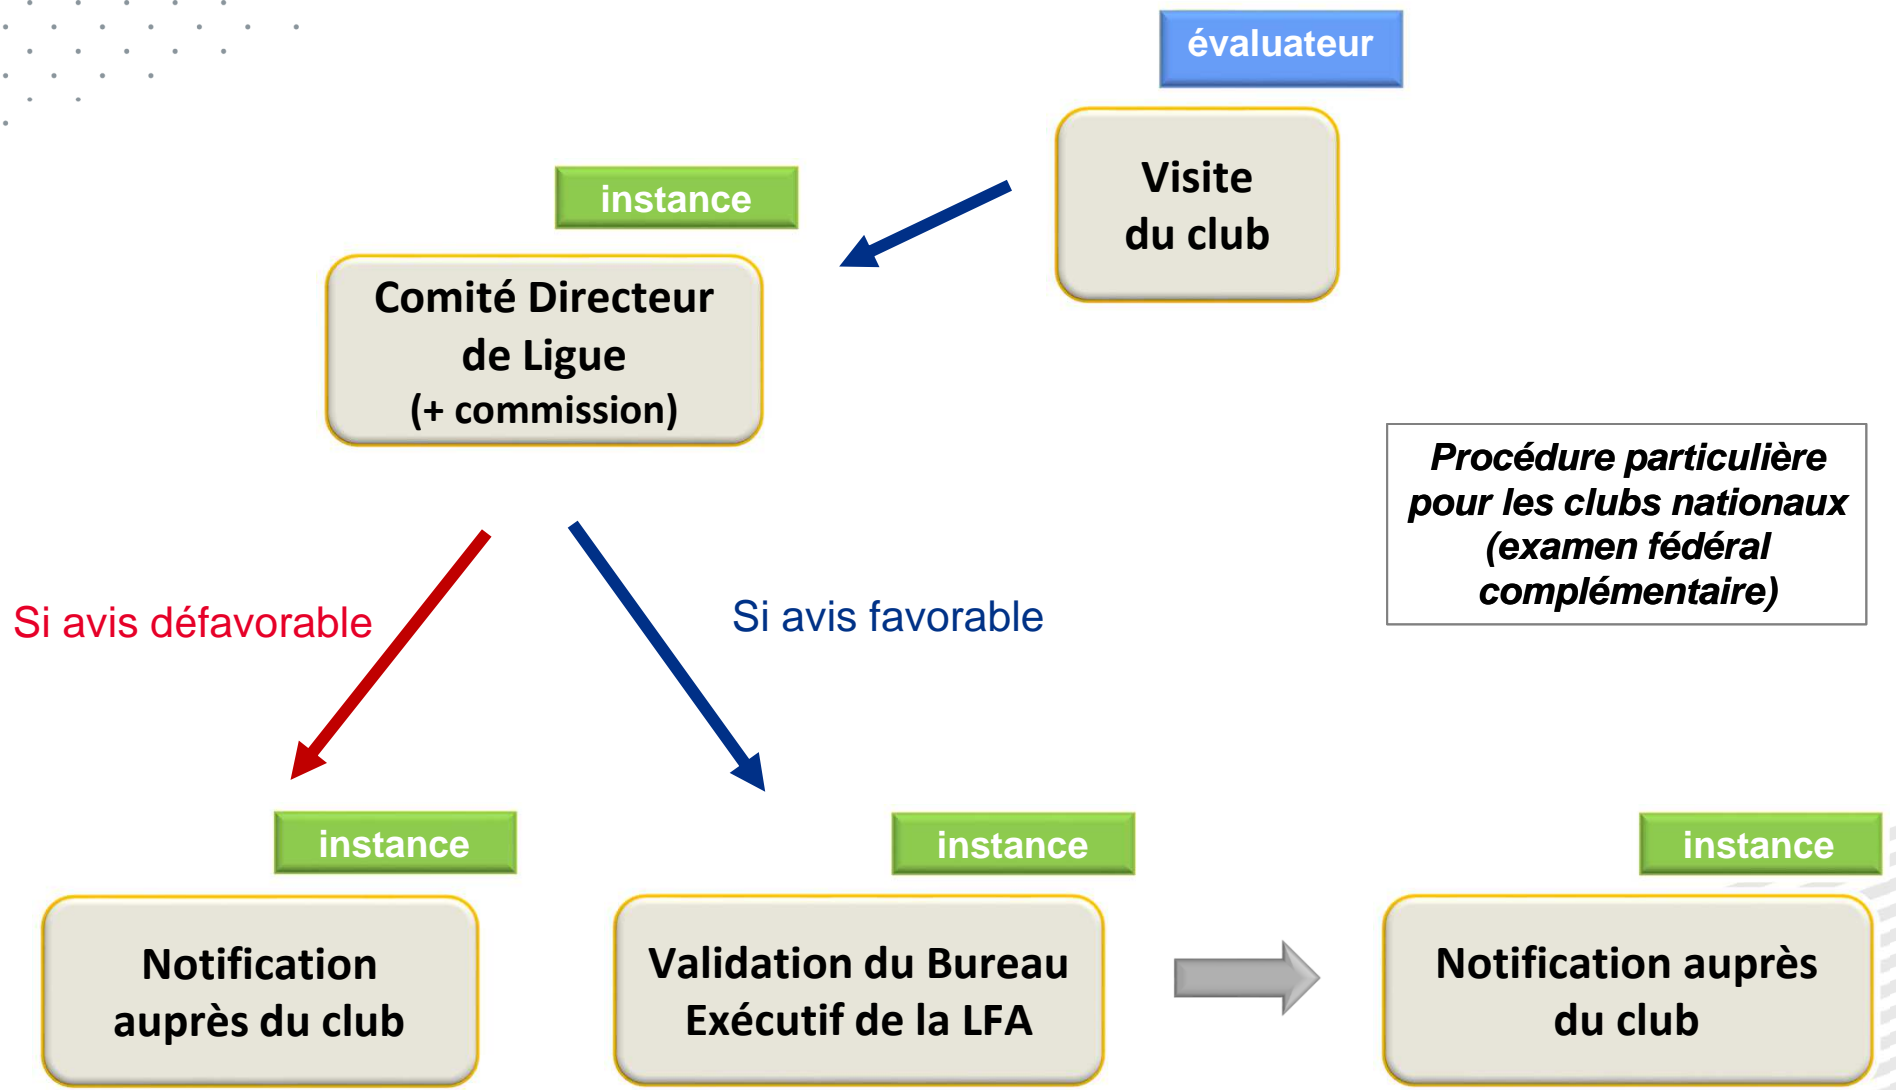 évaluateur
Visite
du club
instance
Comité Directeur
de Ligue
(+ commission)
Procédure particulière
pour les clubs nationaux
(examen fédéral
complémentaire)
Si avis défavorable
Si avis favorable
instance
Notification
auprès du club
instance
Validation du Bureau
Exécutif de la LFA
instance
Notification auprès
du club